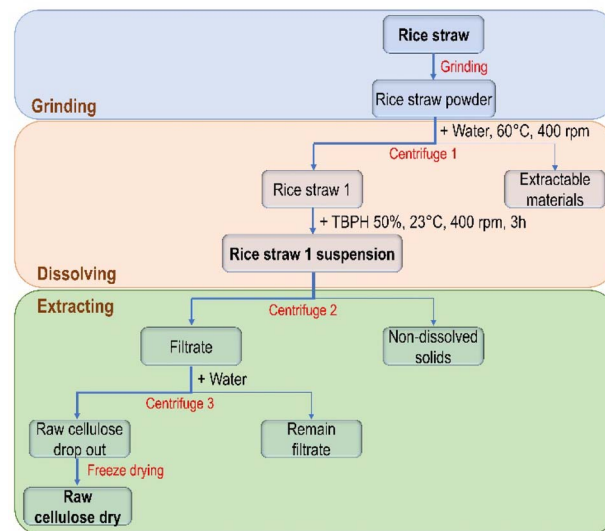 Rice straw
Grinding
Rice straw powder
Grinding
+ Water, 60°C, 400 rpm
Centrifuge 1
Rice straw 1
Extractable
materials
+ TBPH 50%, 23°C, 400 rpm, 3h
Rice straw 1 suspension
Dissolving
Extracting
Centrifuge 2
Filtrate
Non-dissolved
solids
+ Water
Centrifuge 3
Raw cellulose
drop out
Remain
filtrate
Freeze drying
Raw
cellulose dry